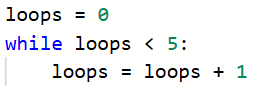 loops = 0
while loops < 5:
    loops = loops + 1